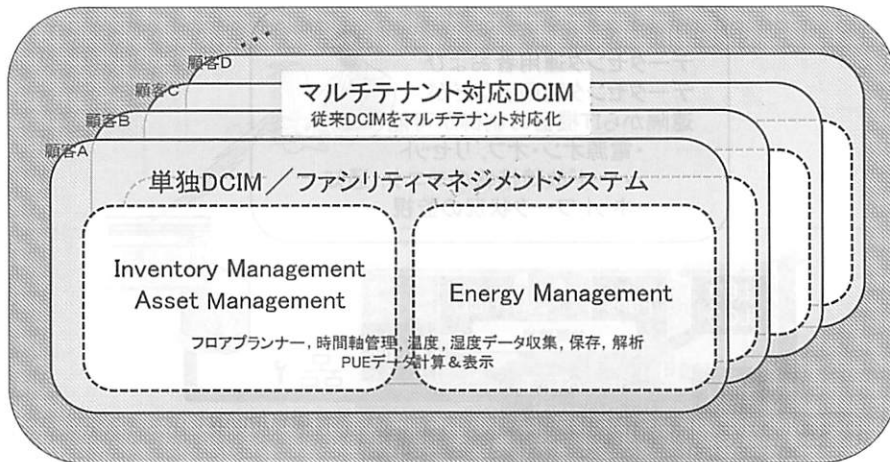 顧客D
顧客C
マルチテナント対応DCIM
顧客B
従来DCIMをマルチテナント対応化
顧客A
単独DCIM／ファシリティマネジメントシステム
Inventory Management
Asset Management
Energy Management
フロアプランナー, 時間軸管理, 温度, 湿度データ収集, 保存, 解析
PUEデータ計算＆表示